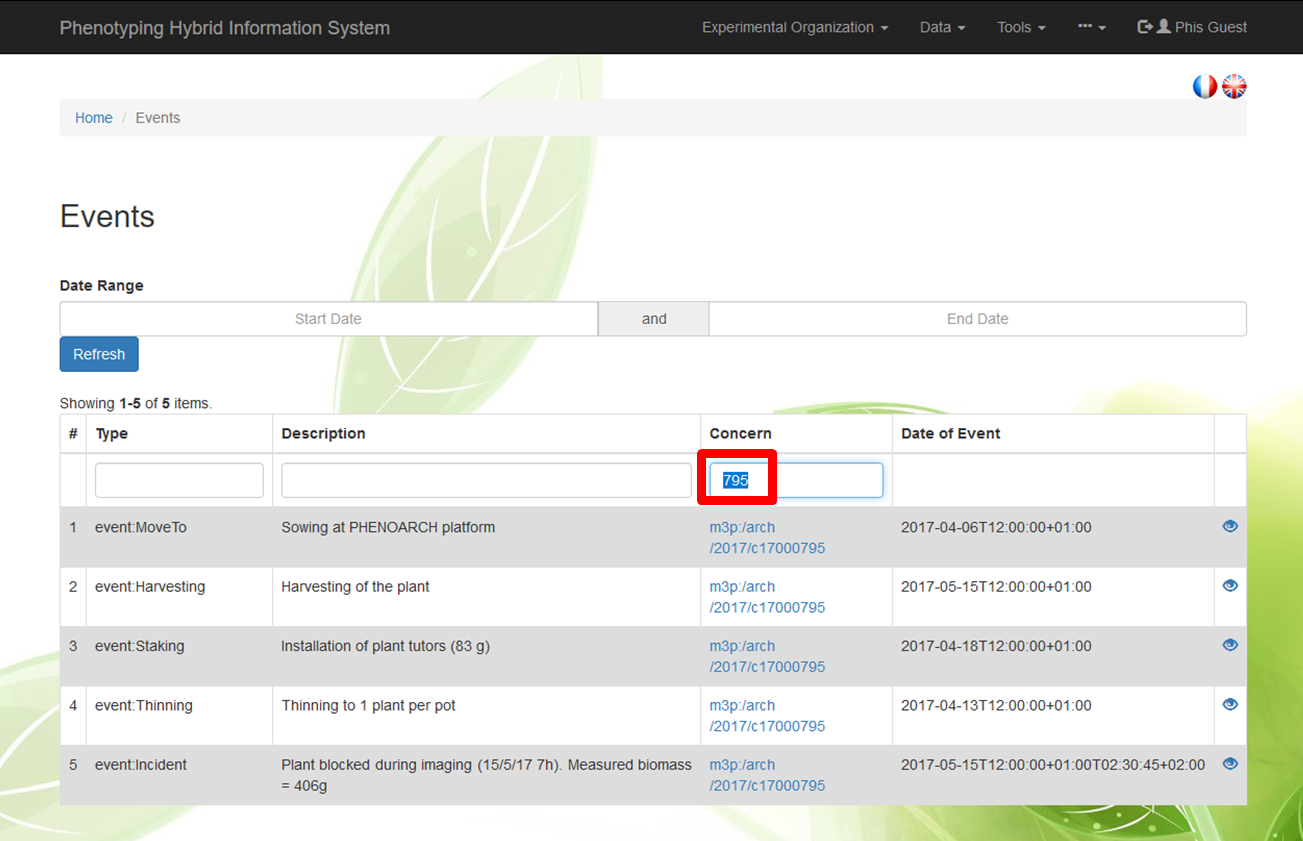 Phenotyping Hybrid Information System Experimental Organization Data Tools ••• Phis Guest
Home / Events
Events
Date Range
Start Date and End Date
Refresh
Showing 1-5 of 5 items.
# Type Description Concern Date of Event
795
1 event:MoveTo Sowing at PHENOARCH platform m3p:/arch 2017-04-06T12:00:00+01:00
/2017/c17000795
2 event:Harvesting Harvesting of the plant m3p:/arch 2017-05-15T12:00:00+01:00
/2017/c17000795
3 event:Staking Installation of plant tutors (83 g) m3p:/arch 2017-04-18T12:00:00+01:00
/2017/c17000795
4 event:Thinning Thinning to 1 plant per pot m3p:/arch 2017-04-13T12:00:00+01:00
/2017/c17000795
5 event:Incident Plant blocked during imaging (15/5/17 7h). Measured biomass m3p:/arch 2017-05-15T12:00:00+01:00T02:30:45+02:00
= 406g /2017/c17000795